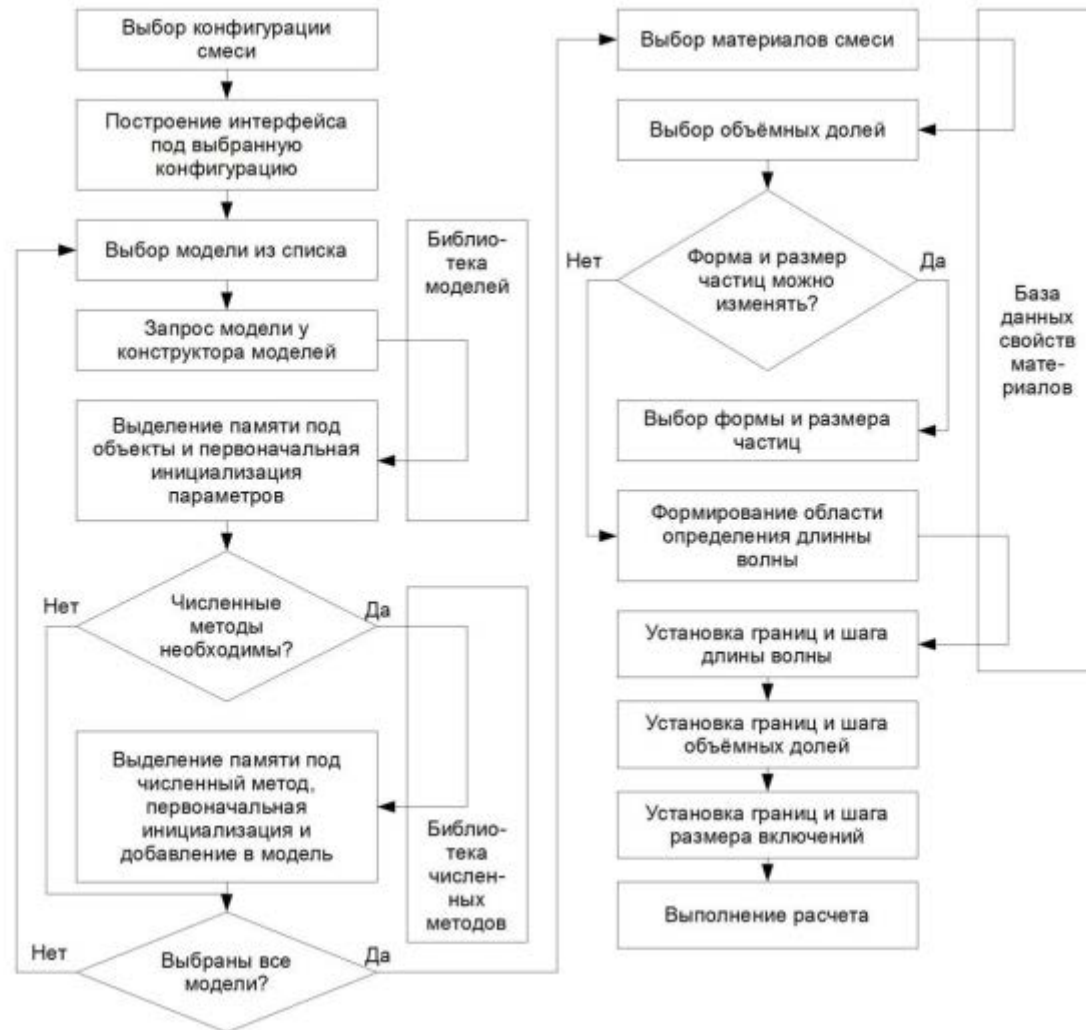 Выбор конфигурации
смеси
Построение интерфейса
под выбранную
конфигурацию
Выбор модели из списка
Запрос модели у
конструктора моделей
Библио-
тека
моделей
Выделение памяти под
объекты и первоначальная
инициализация
параметров
Нет
Численные
методы
необходимы?
Да
Выделение памяти под
численный метод,
первоначальная
инициализация и
добавление в модель
Библио-
тека
числен-
ных
методов
Нет
Выбраны все
модели?
Да
Выбор материалов смеси
Выбор объёмных долей
Нет
Форма и размер
частиц можно
изменять?
Да
База
данных
свойств
мате-
риалов
Выбор формы и размера
частиц
Формирование области
определения длинны
волны
Установка границ и шага
длины волны
Установка границ и шага
объёмных долей
Установка границ и шага
размера включений
Выполнение расчета